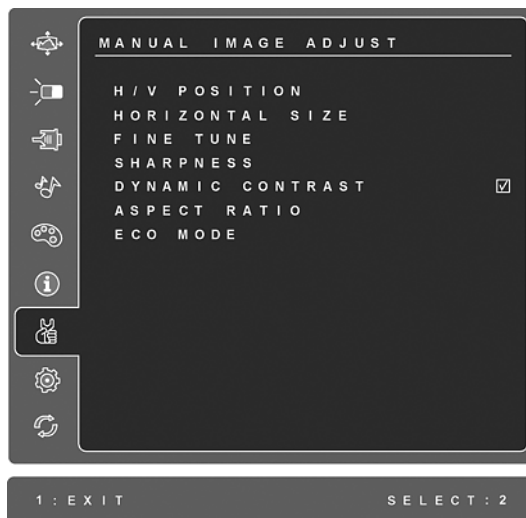 MANUAL IMAGE ADJUST
H/V POSITION
HORIZONTAL SIZE
FINE TUNE
SHARPNESS
DYNAMIC CONTRAST
ASPECT RATIO
ECO MODE
1:EXIT SELECT:2